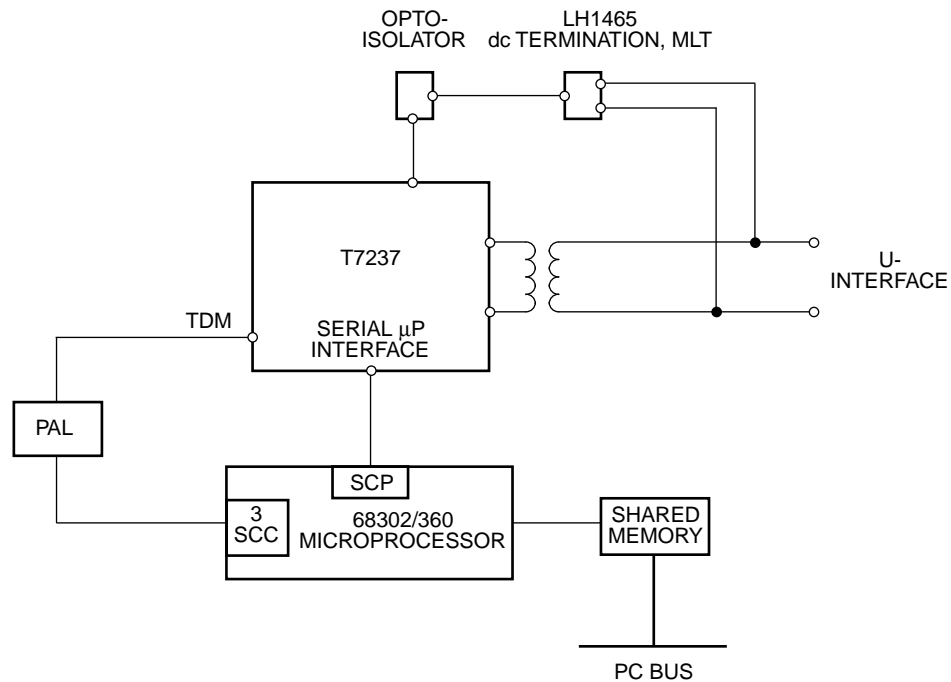 OPTO-
ISOLATOR
LH1465
dc TERMINATION, MLT
T7237
U-
INTERFACE
TDM
SERIAL μP
INTERFACE
PAL
SCP
3
SCC
68302/360
MICROPROCESSOR
SHARED
MEMORY
PC BUS